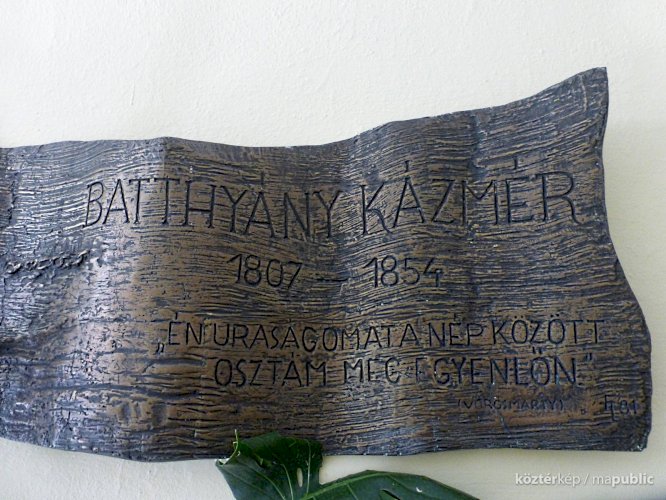 BATTHYÁNY KÁZMÉR
1807 — 1854
„ÉN URASÁGOMAT A NÉP KÖZÖTT
OSZTÁM MEG EGYENLŐN."
(VÖRÖSMARTY)
köztérkép / mapublic